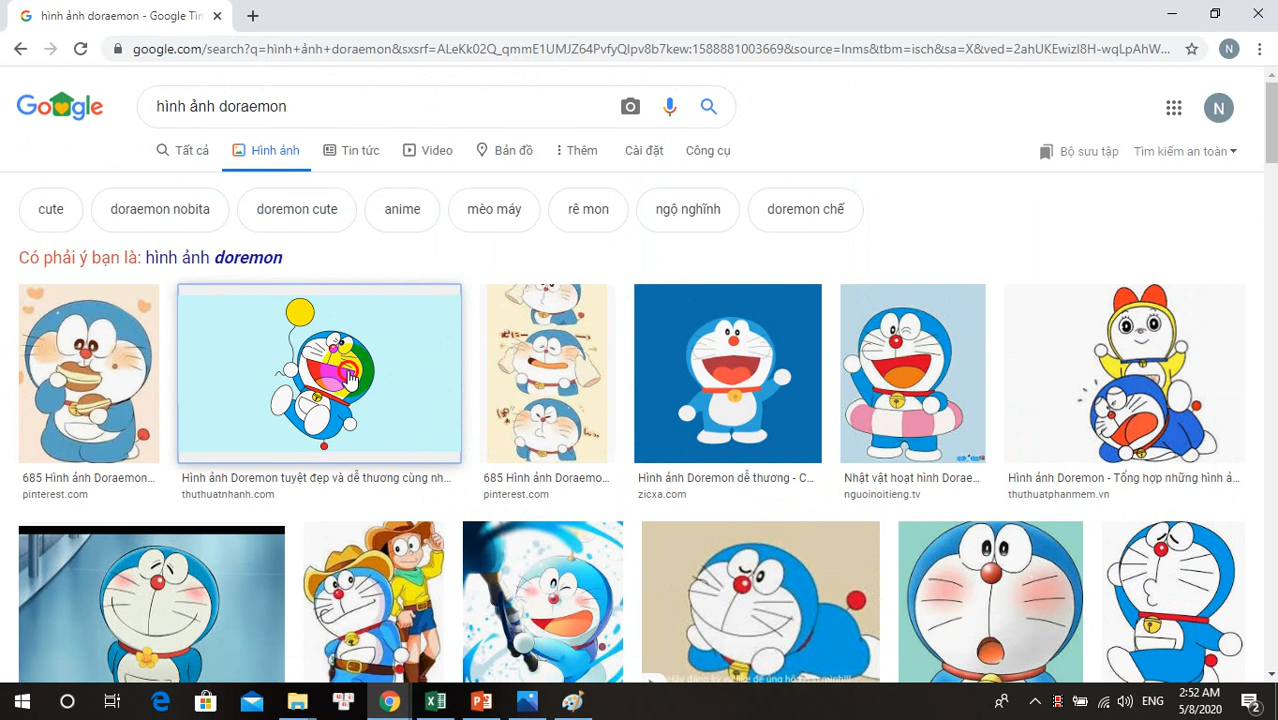 hình ảnh doraemon - Google Tìn
google.com/search?q=hình+ảnh+doraemon&sxsrf=ALeKk02Q_qmmE1UMJZ64PvfyQlpv8b7kew:1588881003669&source=lnms&tbm=isch&sa=X&ved=2ahUKEwizl8H-wqLpAhW...
N
Google
hình ảnh doraemon
N
Tất cả
Hình ảnh
Tin tức
Video
Bản đồ
Thêm
Cài đặt
Công cụ
Bộ sưu tập
Tìm kiếm an toàn
cute
doraemon nobita
doremon cute
anime
mèo máy
rê mon
ngộ nghĩnh
doremon chế
Có phải ý bạn là: hình ảnh doremon
685 Hình ảnh Doraemon...
pinterest.com
Hình ảnh Doremon tuyệt đẹp và dễ thương cùng nh...
thuthuatnhanh.com
685 Hình ảnh Doraemo...
pinterest.com
Hình ảnh Doremon dễ thương - C...
zicxa.com
Nhật vật hoạt hình Dorae...
nguoinoitieng.tv
Hình ảnh Doremon - Tổng hợp những hình ả...
thuthuatphanmem.vn
ENG
2:52 AM
5/8/2020
2